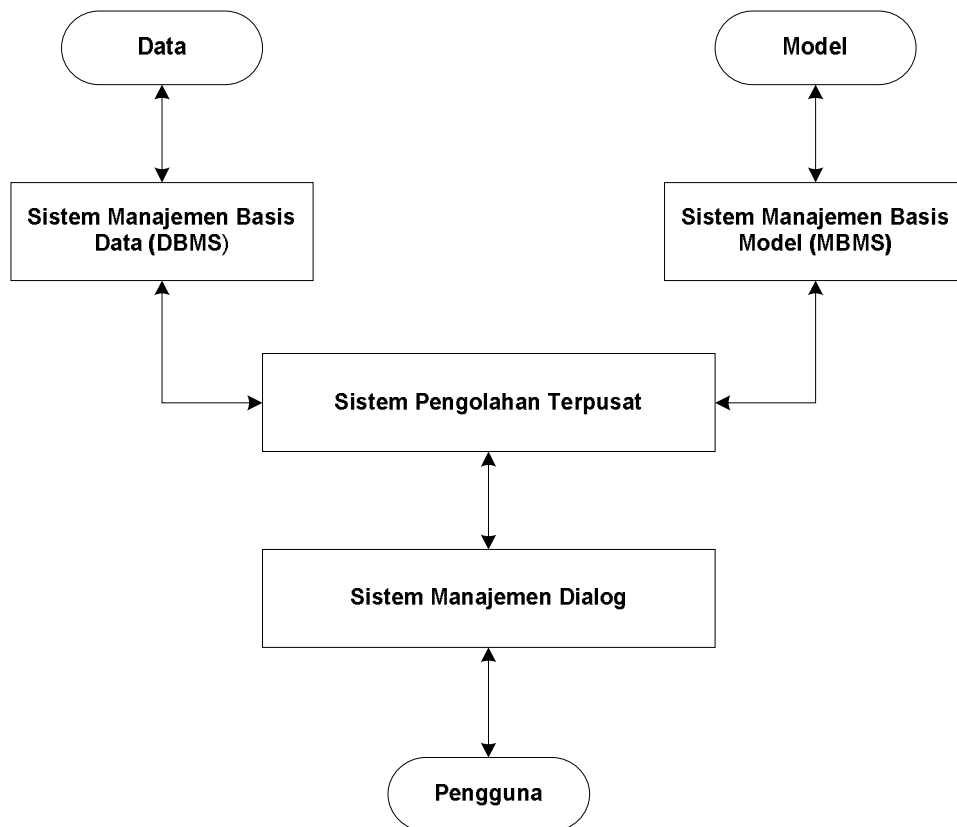 Data
Model
Sistem Manajemen Basis
Data (DBMS)
Sistem Manajemen Basis
Model (MBMS)
Sistem Pengolahan Terpusat
Sistem Manajemen Dialog
Pengguna